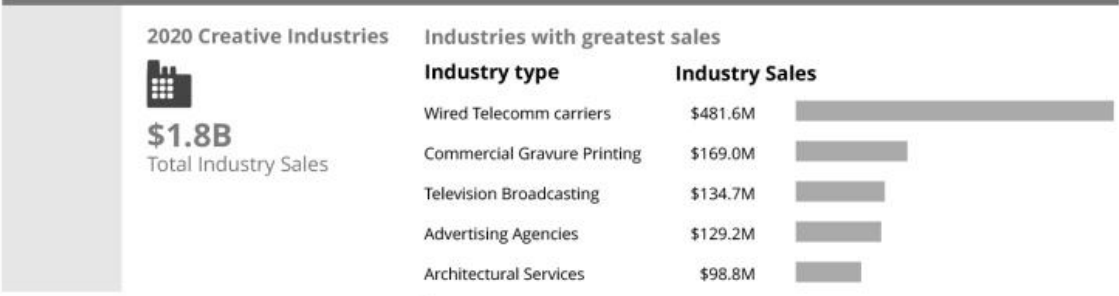 2020 Creative Industries
$1.8B
Total Industry Sales
Industries with greatest sales
Industry type Industry Sales
Wired Telecomm carriers $481.6M
Commercial Gravure Printing $169.0M
Television Broadcasting $134.7M
Advertising Agencies $129.2M
Architectural Services $98.8M